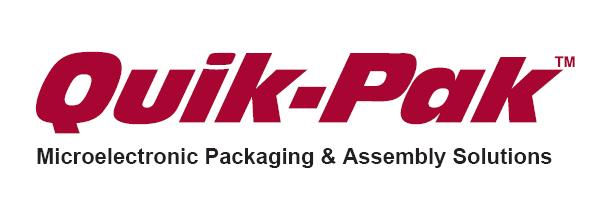 Quik-Pak™
Microelectronic Packaging & Assembly Solutions